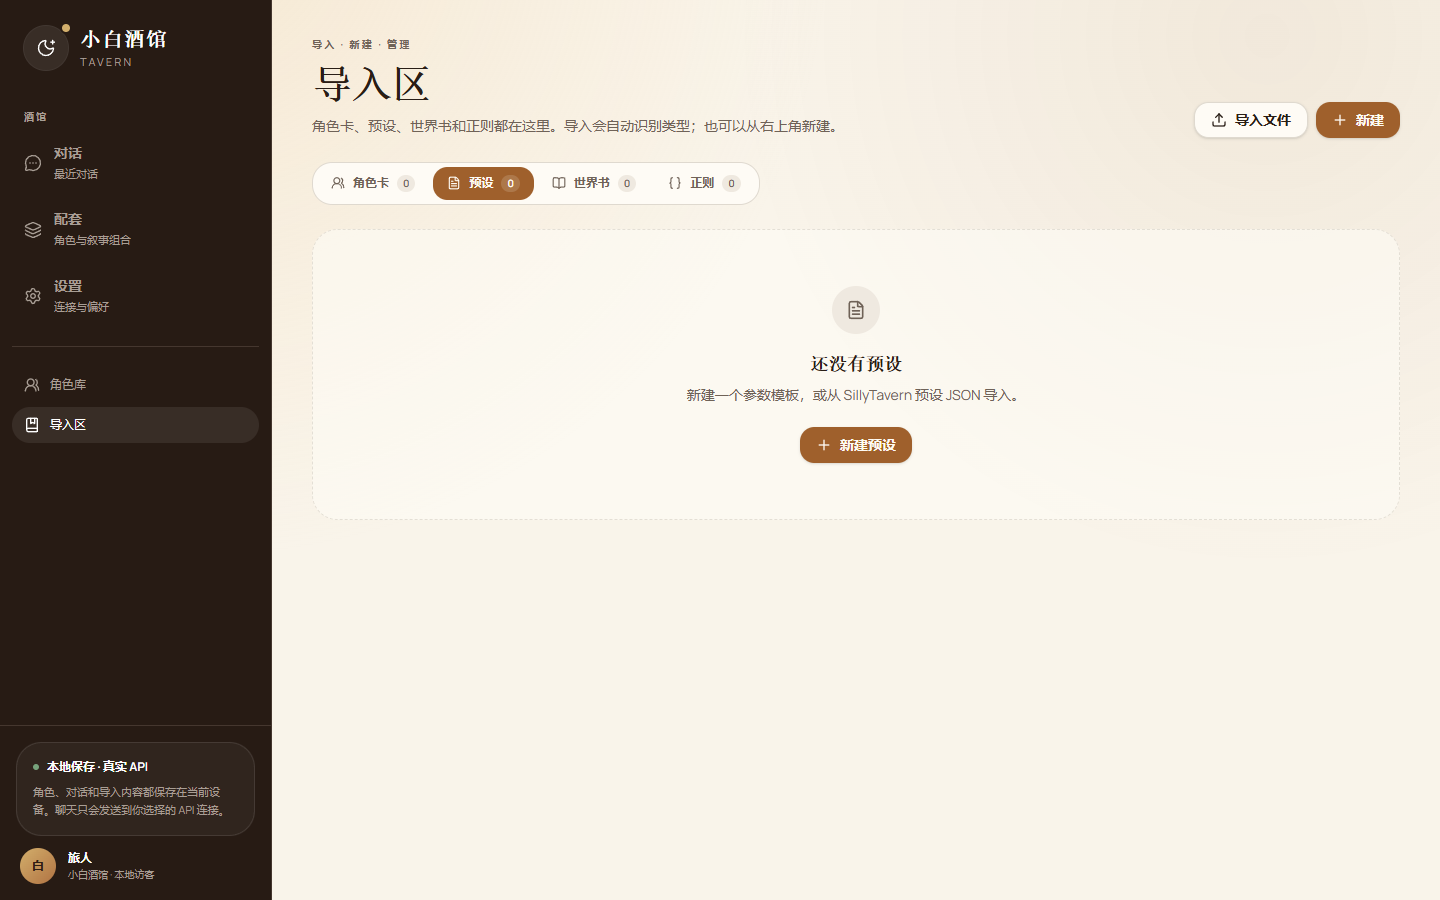 小白酒馆
TAVERN
酒馆
对话
最近对话
配套
角色与叙事组合
设置
连接与偏好
角色库
导入区
本地保存 · 真实 API
角色、对话和导入内容都保存在当前设
备。聊天只会发送到你选择的 API 连接。
白
旅人
小白酒馆 · 本地访客
导入 · 新建 · 管理
导入区
角色卡、预设、世界书和正则都在这里。导入会自动识别类型；也可以从右上角新建。
导入文件
新建
角色卡 0
预设 0
世界书 0
正则 0
还没有预设
新建一个参数模板，或从 SillyTavern 预设 JSON 导入。
新建预设